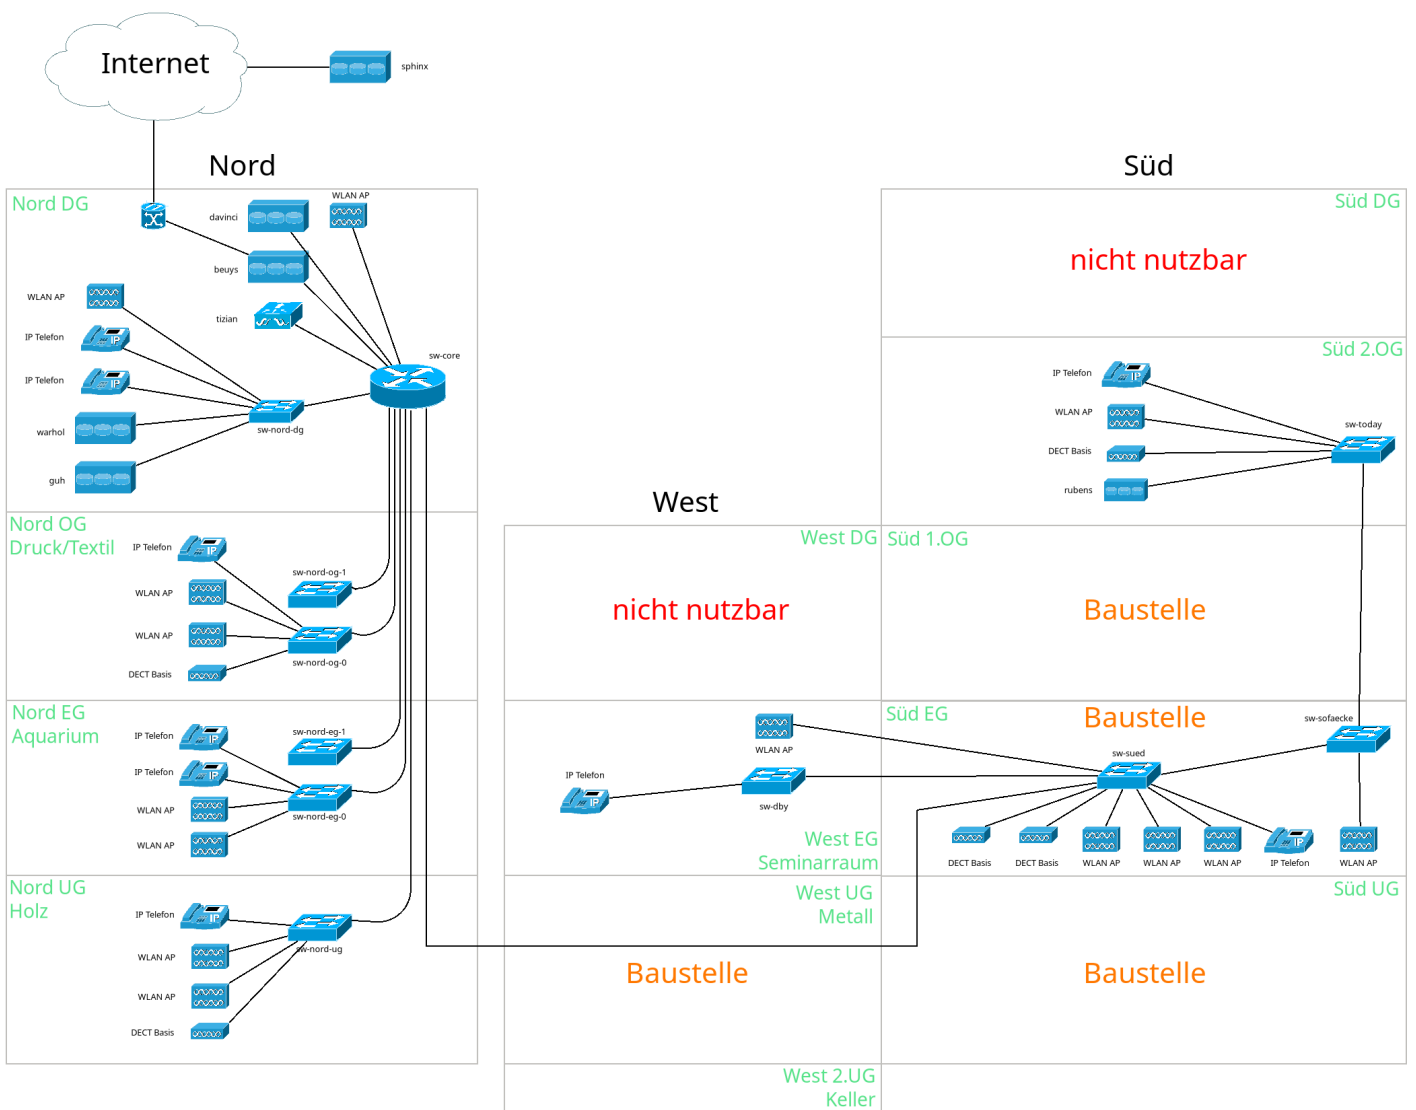 Internet
sphinx
Nord
Süd
Nord DG
WLAN AP
davinci
beuys
tizian
WLAN AP
IP Telefon
IP Telefon
warhol
guh
sw-core
sw-nord-dg
Süd DG
nicht nutzbar
Süd 2.OG
IP Telefon
WLAN AP
DECT Basis
rubens
sw-today
Nord OG
Druck/Textil
IP Telefon
WLAN AP
WLAN AP
DECT Basis
sw-nord-og-1
sw-nord-og-0
West
West DG
nicht nutzbar
Süd 1.OG
Baustelle
Nord EG
Aquarium
IP Telefon
IP Telefon
WLAN AP
WLAN AP
sw-nord-eg-1
sw-nord-eg-0
WLAN AP
IP Telefon
sw-dby
West EG
Seminarraum
Süd EG
Baustelle
sw-sofaecke
sw-sued
DECT Basis
DECT Basis
WLAN AP
WLAN AP
WLAN AP
IP Telefon
WLAN AP
Nord UG
Holz
IP Telefon
WLAN AP
WLAN AP
DECT Basis
sw-nord-ug
West UG
Metall
Baustelle
Süd UG
Baustelle
West 2.UG
Keller